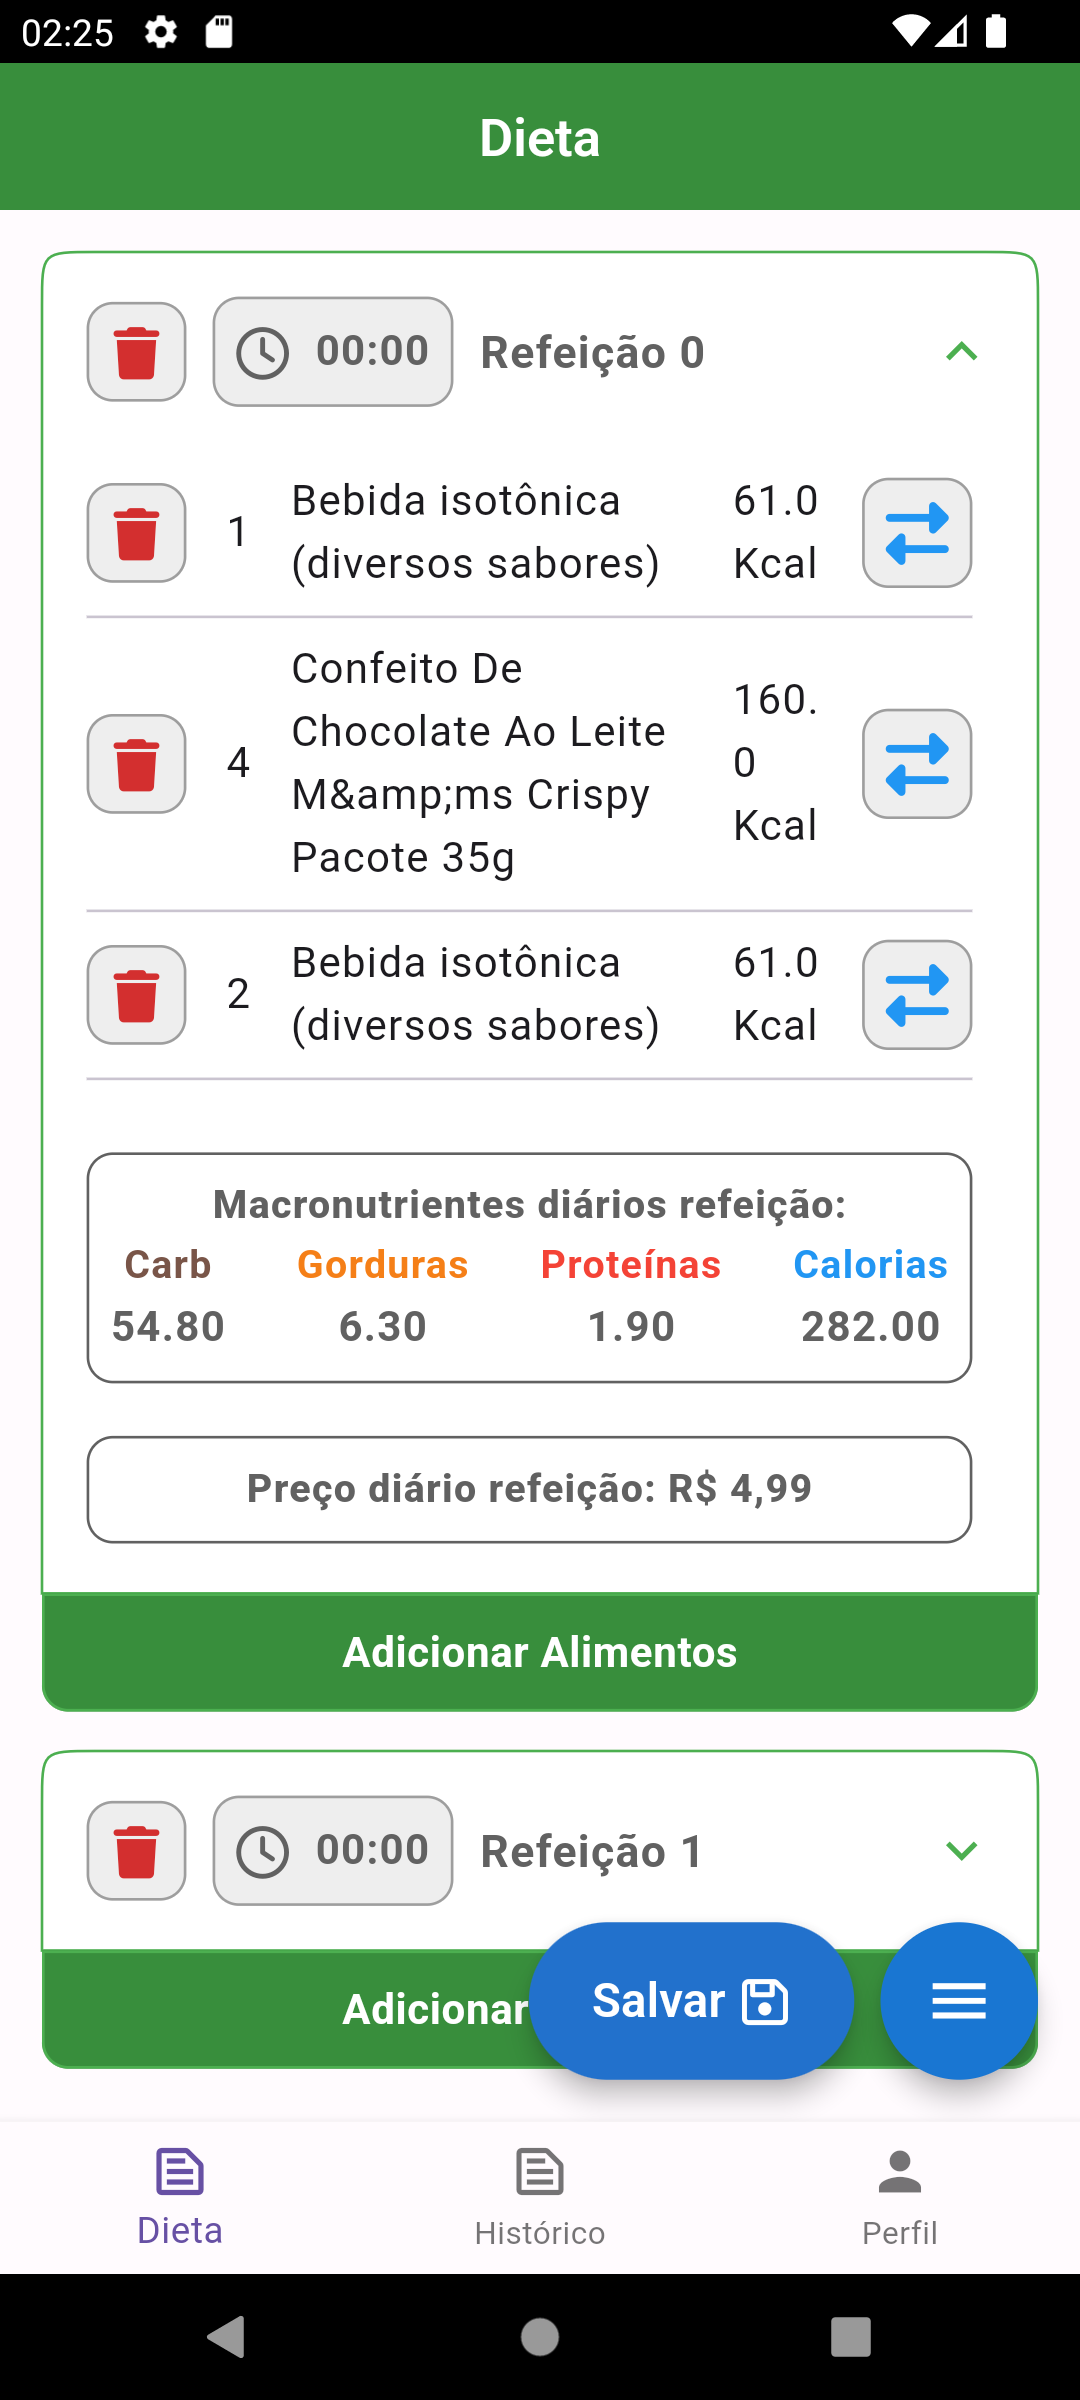 02:25
Dieta
00:00 Refeição 0
1 Bebida isotônica (diversos sabores) 61.0 Kcal
4 Confeito De Chocolate Ao Leite M&amp;ms Crispy Pacote 35g 160.0 Kcal
2 Bebida isotônica (diversos sabores) 61.0 Kcal
Macronutrientes diários refeição:
Carb Gorduras Proteínas Calorias
54.80 6.30 1.90 282.00
Preço diário refeição: R$ 4,99
Adicionar Alimentos
00:00 Refeição 1
Adicionar
Salvar
Dieta Histórico Perfil